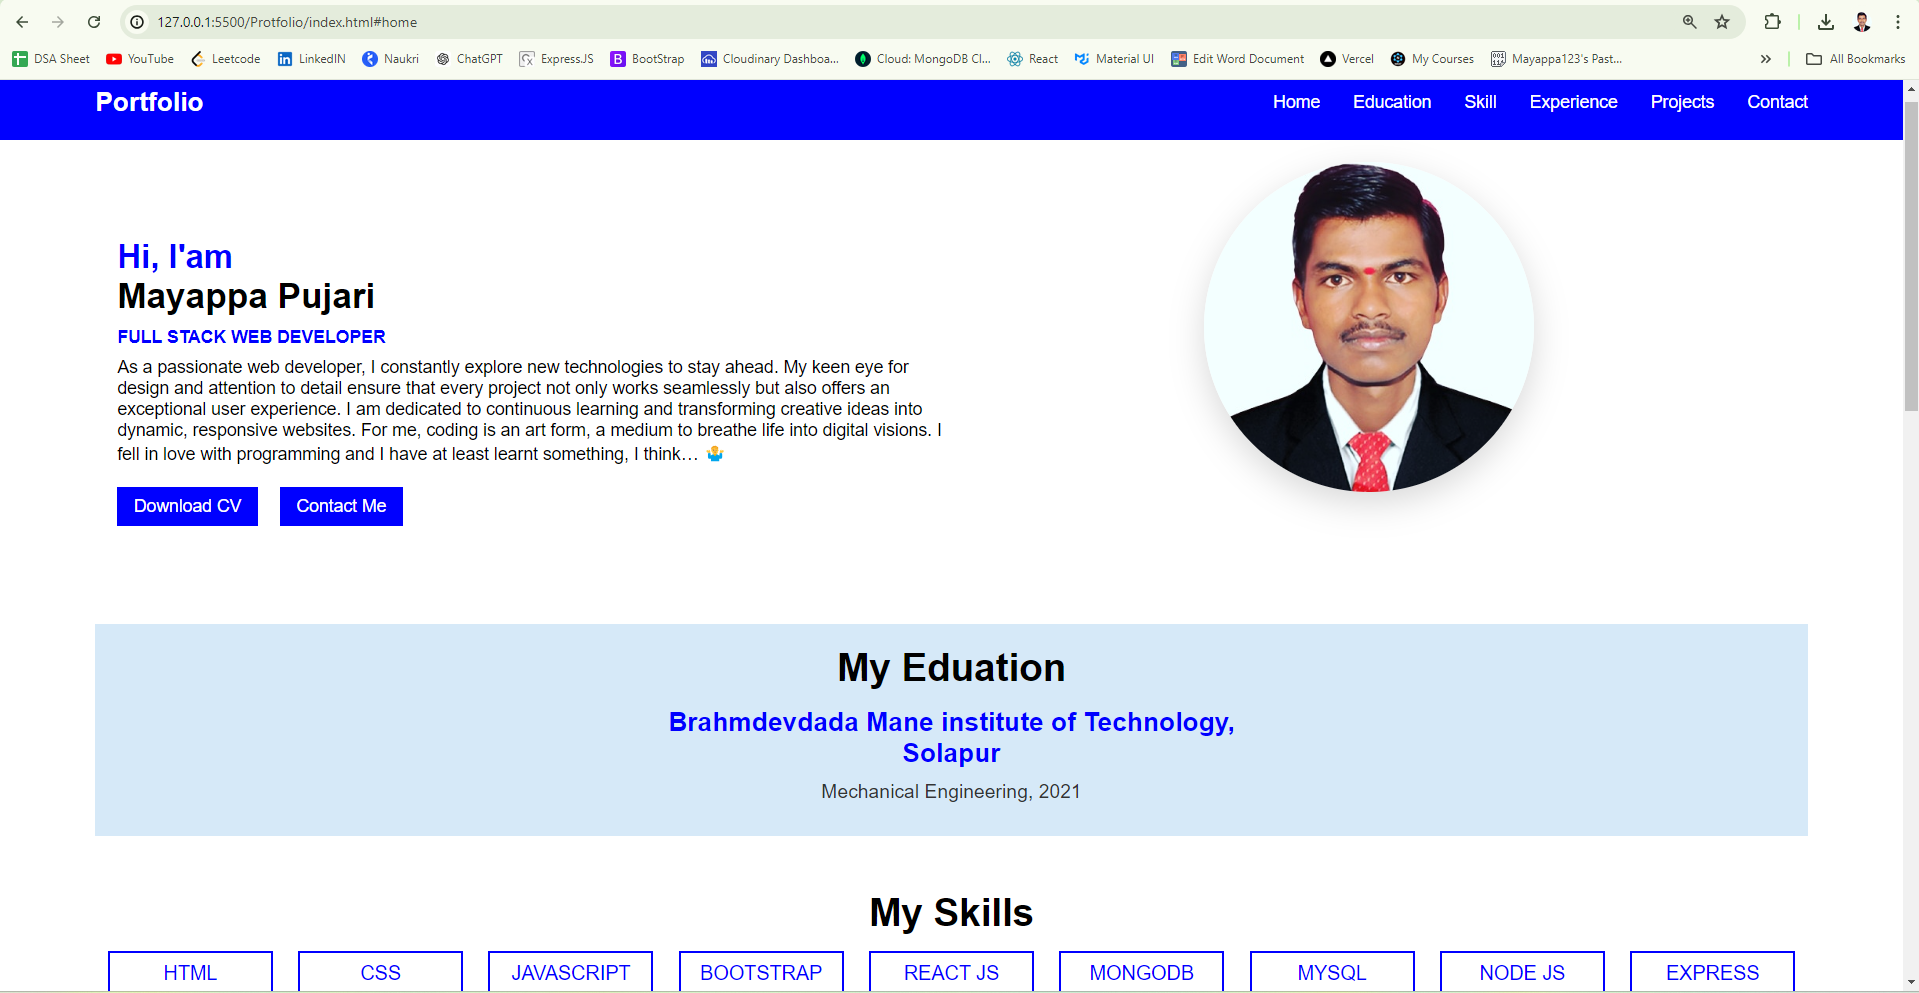 127.0.0.1:5500/Protfolio/index.html#home
DSA Sheet YouTube Leetcode LinkedIN Naukri ChatGPT Express.JS BootStrap Cloudinary Dashboa... Cloud: MongoDB Cl... React Material UI Edit Word Document Vercel My Courses Mayappa123's Past... All Bookmarks
Portfolio Home Education Skill Experience Projects Contact
Hi, I'am
Mayappa Pujari
FULL STACK WEB DEVELOPER
As a passionate web developer, I constantly explore new technologies to stay ahead. My keen eye for
design and attention to detail ensure that every project not only works seamlessly but also offers an
exceptional user experience. I am dedicated to continuous learning and transforming creative ideas into
dynamic, responsive websites. For me, coding is an art form, a medium to breathe life into digital visions. I
fell in love with programming and I have at least learnt something, I think… 🤷
Download CV Contact Me
My Eduation
Brahmdevdada Mane institute of Technology,
Solapur
Mechanical Engineering, 2021
My Skills
HTML CSS JAVASCRIPT BOOTSTRAP REACT JS MONGODB MYSQL NODE JS EXPRESS